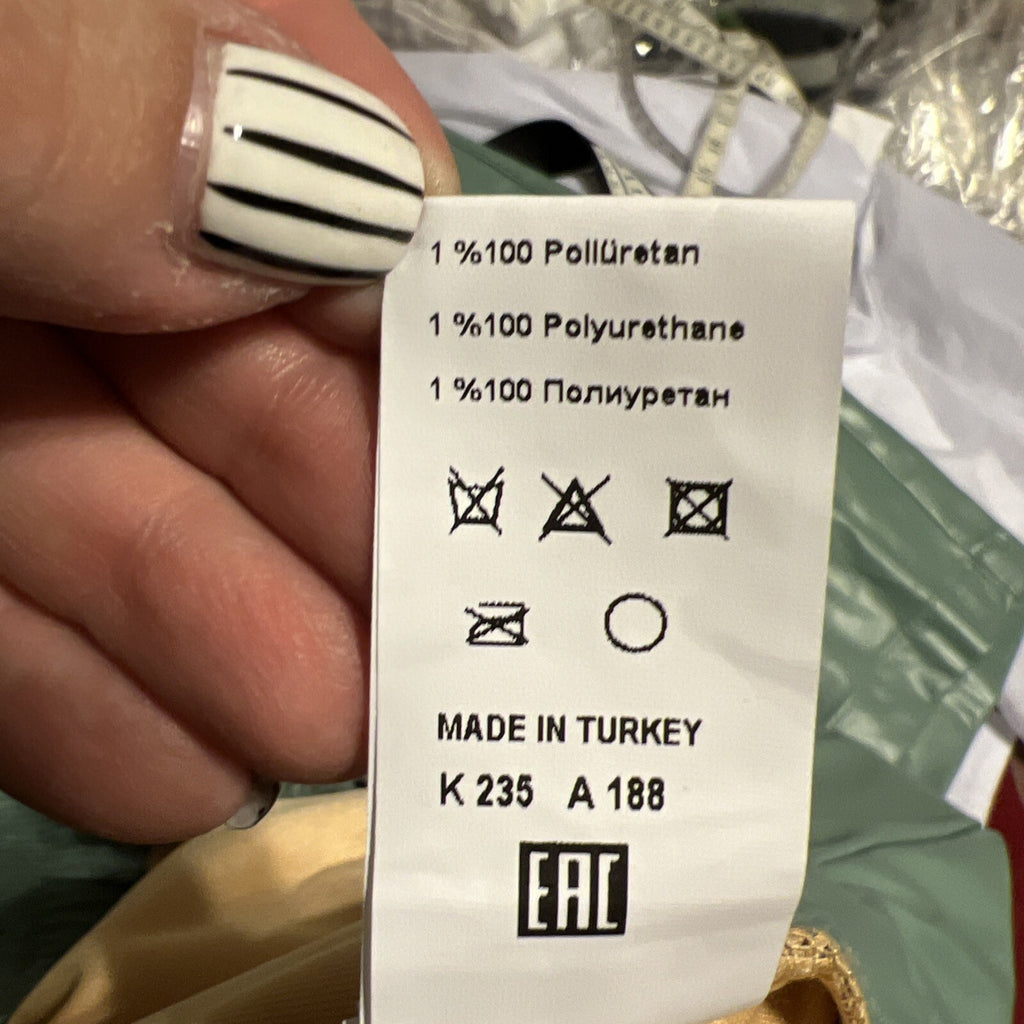 1 %100 Poliüretan
1 %100 Polyurethane
1 %100 Полиуретан
MADE IN TURKEY
K 235 A 188
EAC